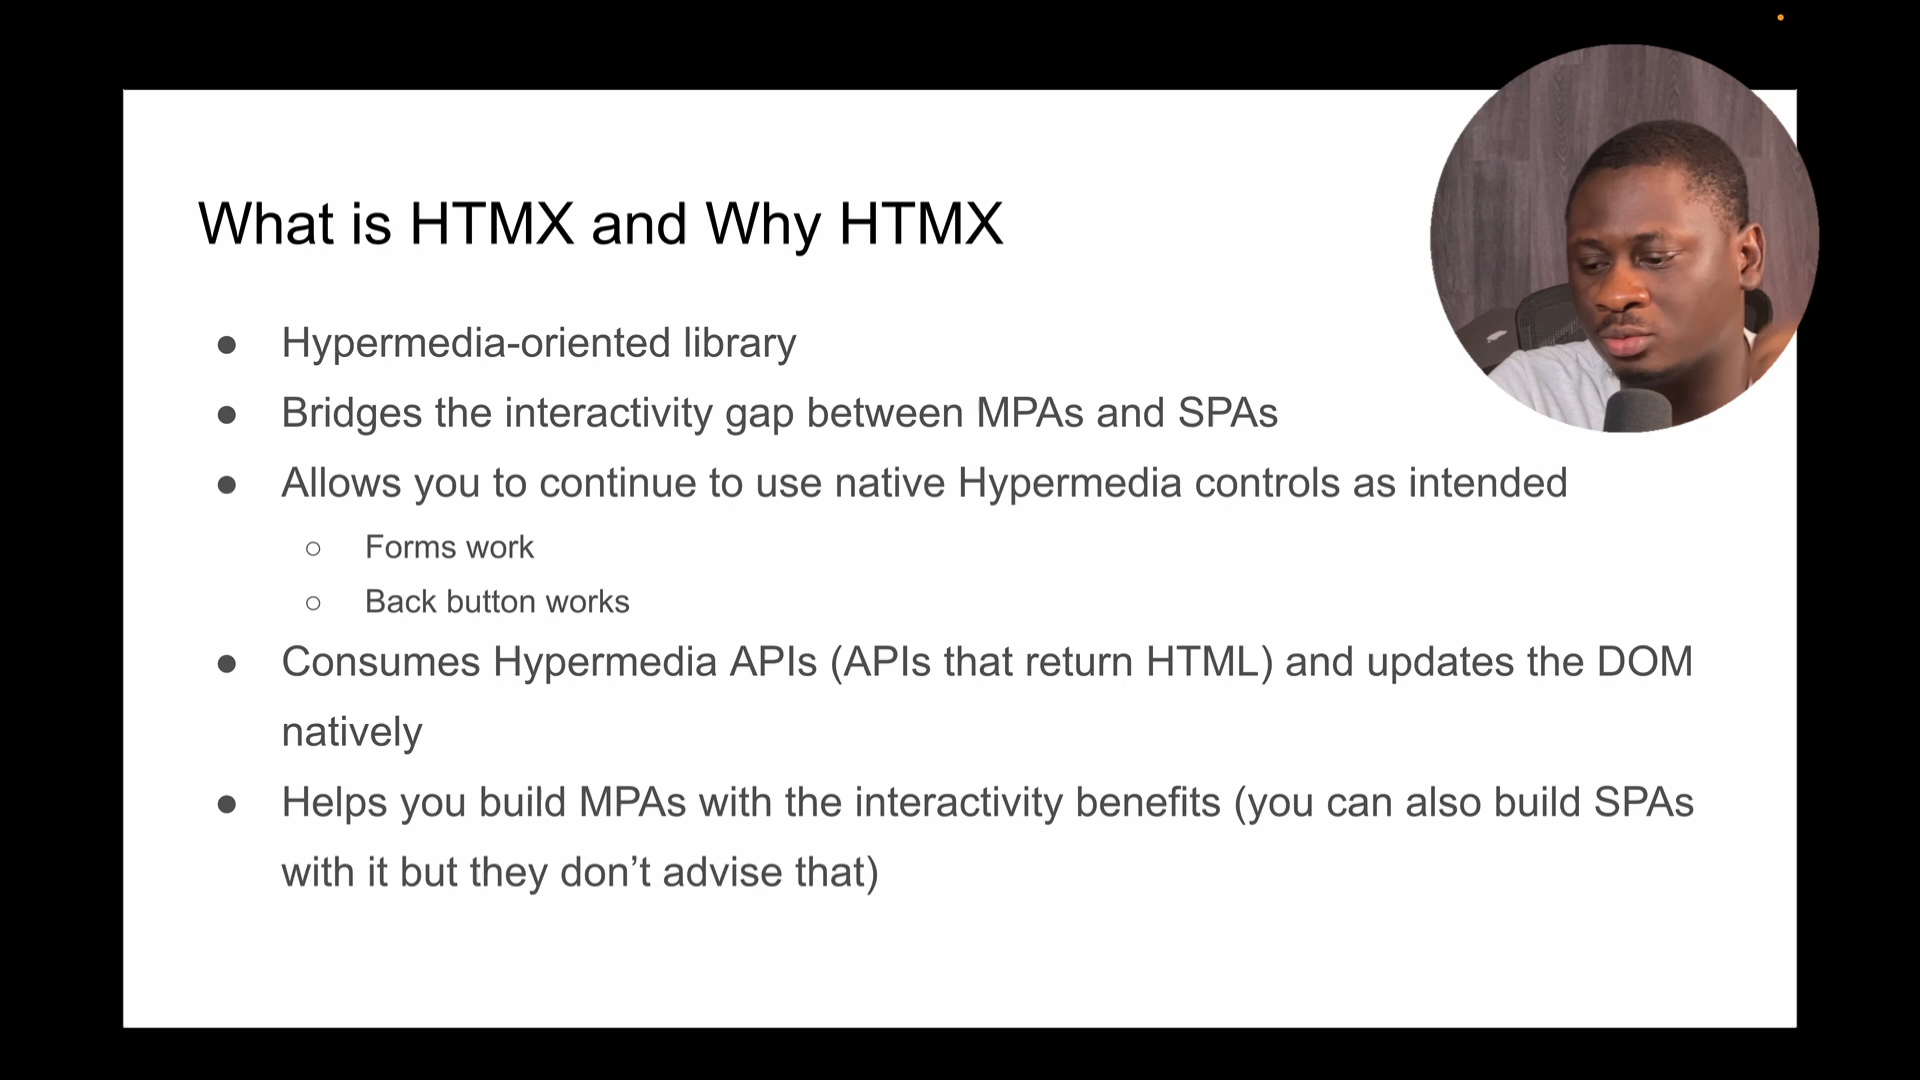 What is HTMX and Why HTMX
● Hypermedia-oriented library
● Bridges the interactivity gap between MPAs and SPAs
● Allows you to continue to use native Hypermedia controls as intended
○ Forms work
○ Back button works
● Consumes Hypermedia APIs (APIs that return HTML) and updates the DOM
natively
● Helps you build MPAs with the interactivity benefits (you can also build SPAs
with it but they don’t advise that)